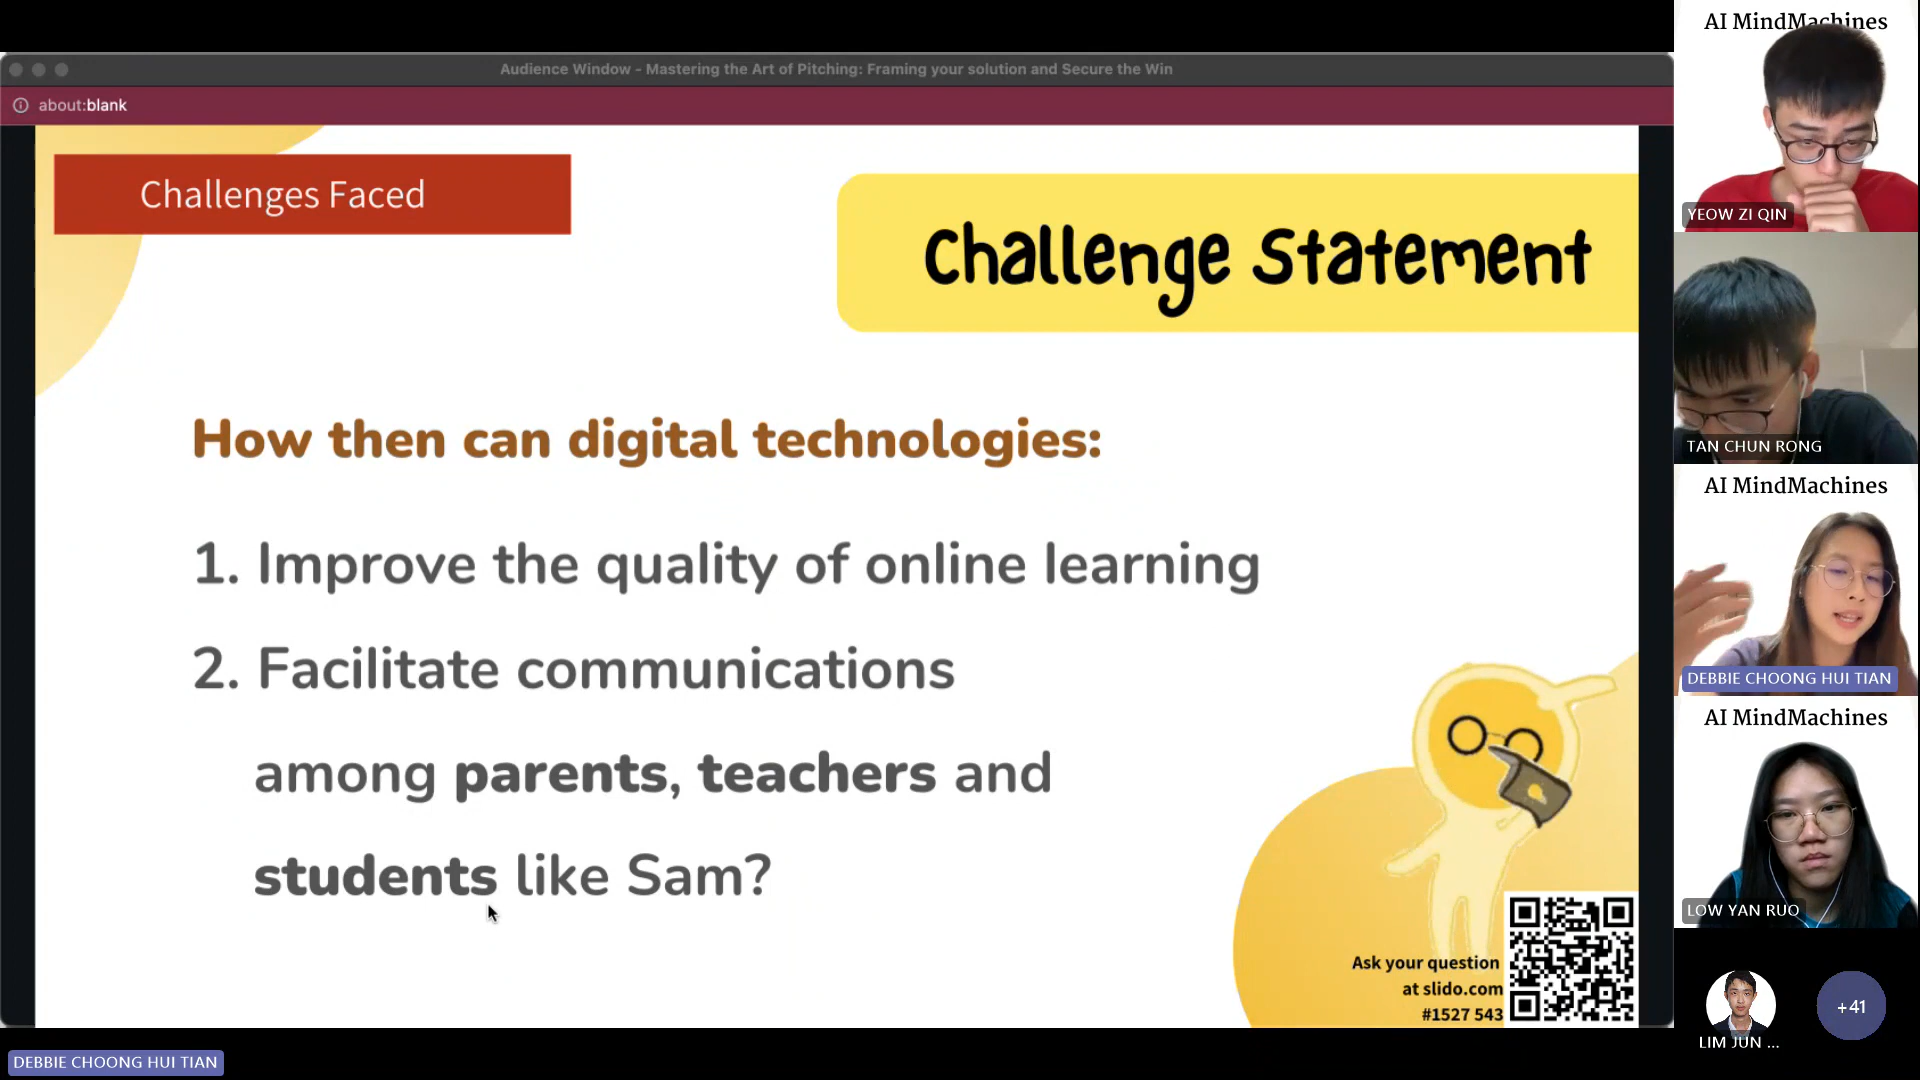 Audience Window - Mastering the Art of Pitching: Framing your solution and Secure the Win
about:blank
Challenges Faced
Challenge Statement
How then can digital technologies:
1. Improve the quality of online learning
2. Facilitate communications
among parents, teachers and
students like Sam?
Ask your question
at slido.com
#1527 543
AI MindMachines
YEOW ZI QIN
TAN CHUN RONG
AI MindMachines
DEBBIE CHOONG HUI TIAN
AI MindMachines
LOW YAN RUO
LIM JUN ...
+41
DEBBIE CHOONG HUI TIAN